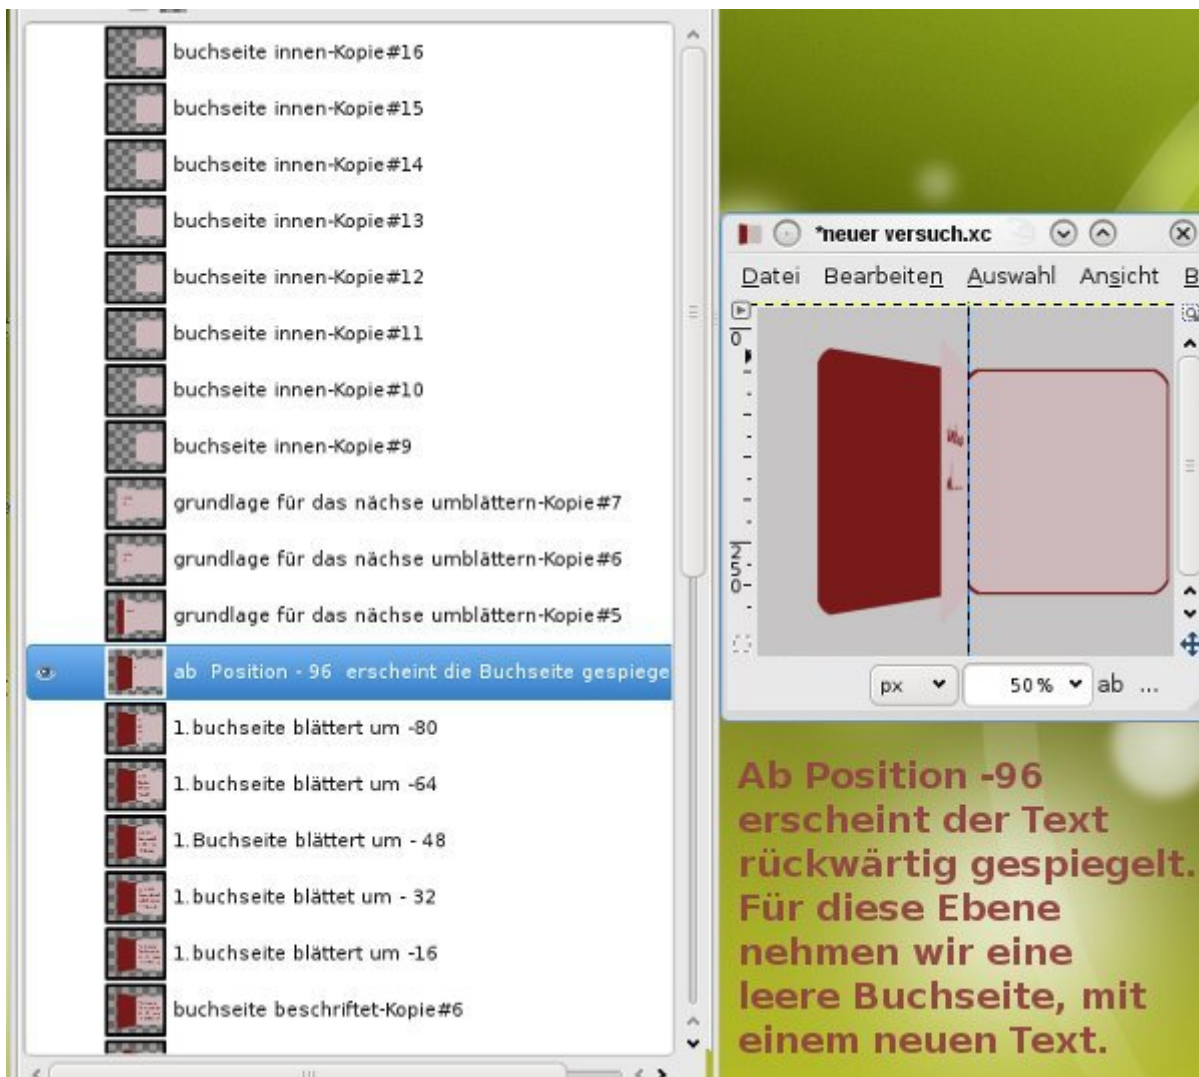 buchseite innen-Kopie#16
buchseite innen-Kopie#15
buchseite innen-Kopie#14
buchseite innen-Kopie#13
buchseite innen-Kopie#12
buchseite innen-Kopie#11
buchseite innen-Kopie#10
buchseite innen-Kopie#9
grundlage für das nächse umblättern-Kopie#7
grundlage für das nächse umblättern-Kopie#6
grundlage für das nächse umblättern-Kopie#5
ab Position - 96 erscheint die Buchseite gespiege
1.buchseite blättert um -80
1.buchseite blättert um -64
1.Buchseite blättert um - 48
1.buchseite blättet um - 32
1.buchseite blättert um -16
buchseite beschriftet-Kopie#6
*neuer versuch.xc
Datei Bearbeiten Auswahl Ansicht B
0
250
px 50% ab ...
Ab Position -96
erscheint der Text
rückwärtig gespiegelt.
Für diese Ebene
nehmen wir eine
leere Buchseite, mit
einem neuen Text.